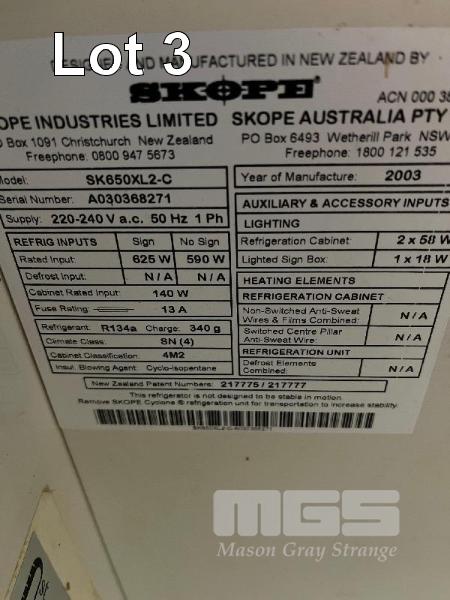 Lot 3
DESIGNED AND MANUFACTURED IN NEW ZEALAND BY
SKOPE
ACN 000 38
OPE INDUSTRIES LIMITED SKOPE AUSTRALIA PTY
O Box 1091 Christchurch New Zealand PO Box 6493 Wetherill Park NSW
Freephone: 0800 947 5673 Freephone: 1800 121 535
Model: SK650XL2-C
Serial Number: A030368271
Supply: 220-240 V a.c. 50 Hz 1 Ph
REFRIG INPUTS Sign No Sign
Rated Input: 625 W 590 W
Defrost Input: N/A N/A
Cabinet Rated Input: 140 W
Fuse Rating: 13 A
Refrigerant: R134a Charge: 340 g
Climate Class: SN (4)
Cabinet Classification: 4M2
Insul. Blowing Agent: Cyclo-Isopentane
Year of Manufacture: 2003
AUXILIARY & ACCESSORY INPUTS
LIGHTING
Refrigeration Cabinet: 2 x 58 W
Lighted Sign Box: 1 x 18 W
HEATING ELEMENTS
REFRIGERATION CABINET
Non-Switched Anti-Sweat
Wires & Films Combined: N/A
Switched Centre Pillar
Anti-Sweat Wire: N/A
REFRIGERATION UNIT
Defrost Elements
Combined: N/A
New Zealand Patent Numbers: 217775 / 217777
This refrigerator is not designed to be stable in motion.
Remove SKOPE Cyclone ® refrigeration unit for transportation to increase stability.
SK650XL2-C-A030368271
MGS
Mason Gray Strange